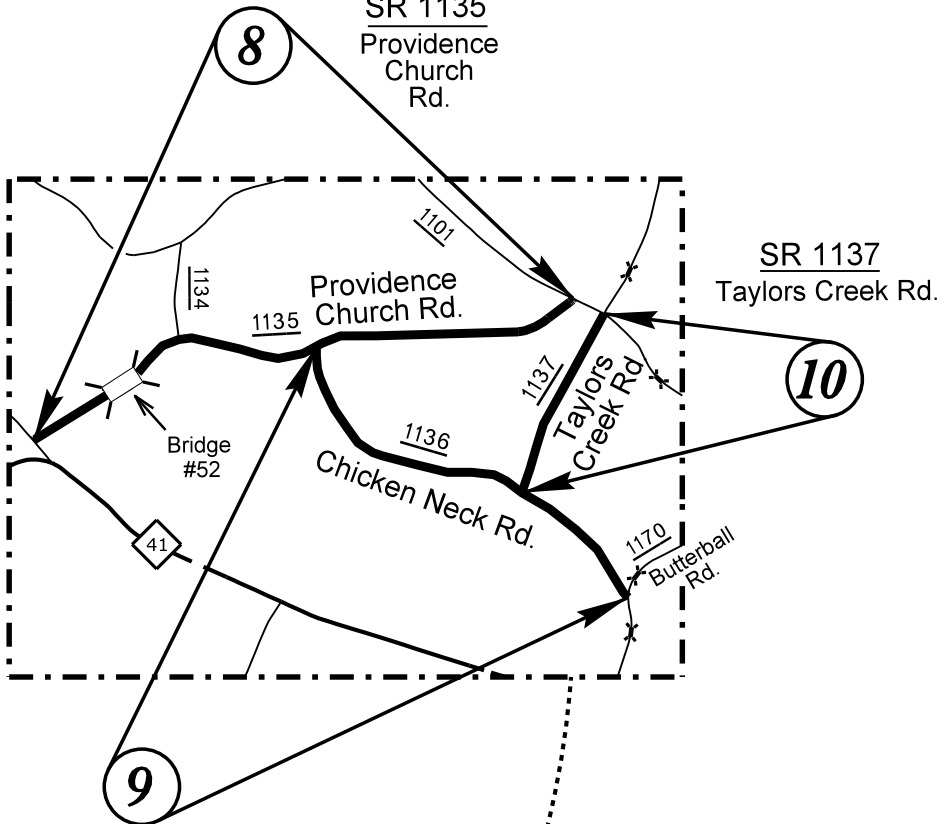 SR 1135
Providence
Church
Rd.
8
1101
1134
Providence
Church Rd.
1135
SR 1137
Taylors Creek Rd.
10
1137
Taylors
Creek Rd
Bridge
#52
1136
Chicken Neck Rd.
41
1170
Butterball
Rd.
9